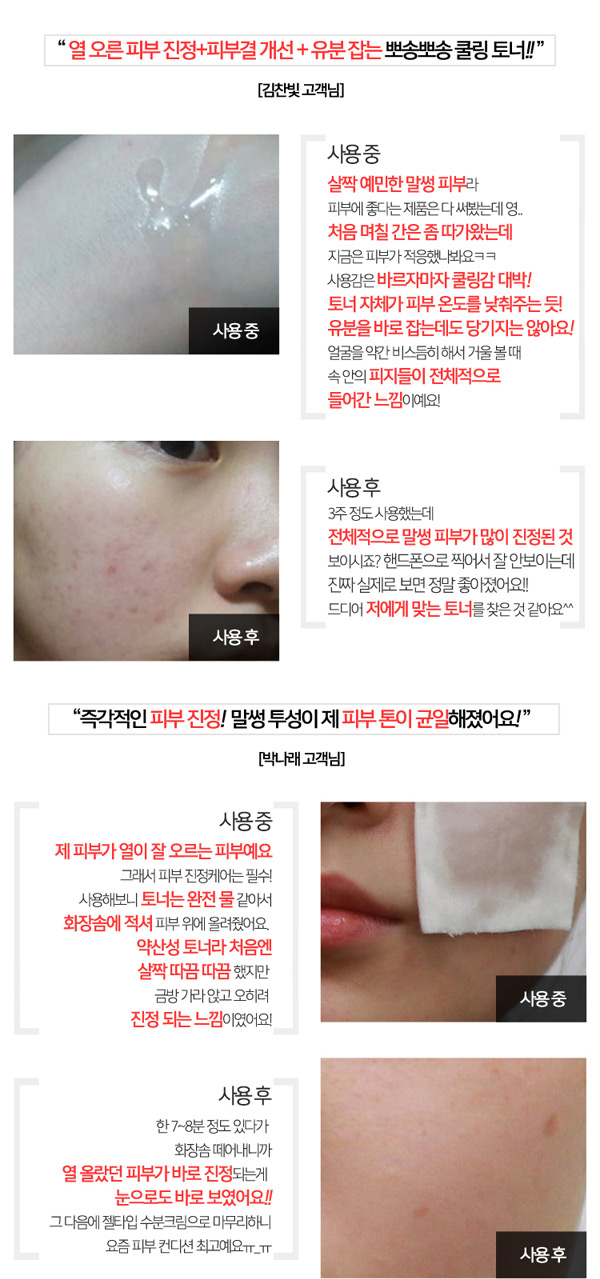 “ 열 오른 피부 진정+피부결 개선 + 유분 잡는 뽀송뽀송 쿨링 토너!! ”
[김찬빛 고객님]
사용 중
살짝 예민한 말썽 피부라
피부에 좋다는 제품은 다 써봤는데 영..
처음 며칠 간은 좀 따가왔는데
지금은 피부가 적응했나봐요ㅋㅋ
사용감은 바르자마자 쿨링감 대박!
토너 자체가 피부 온도를 낮춰주는 듯!
유분을 바로 잡는데도 당기지는 않아요!
얼굴을 약간 비스듬히 해서 거울 볼 때
속 안의 피지들이 전체적으로
들어간 느낌이예요!
사용 중
사용 후
3주 정도 사용했는데
전체적으로 말썽 피부가 많이 진정된 것
보이시죠? 핸드폰으로 찍어서 잘 안보이는데
진짜 실제로 보면 정말 좋아졌어요!!
드디어 저에게 맞는 토너를 찾은 것 같아요^^
사용 후
“즉각적인 피부 진정! 말썽 투성이 제 피부 톤이 균일해졌어요!”
[박나래 고객님]
사용 중
제 피부가 열이 잘 오르는 피부예요
그래서 피부 진정케어는 필수!
사용해보니 토너는 완전 물 같아서
화장솜에 적셔 피부 위에 올려줬어요.
약산성 토너라 처음엔
살짝 따끔 따끔 했지만
금방 가라 앉고 오히려
진정 되는 느낌이였어요!
사용 중
사용 후
한 7~8분 정도 있다가
화장솜 떼어내니까
열 올랐던 피부가 바로 진정되는게
눈으로도 바로 보였어요!!
그 다음에 젤타입 수분크림으로 마무리하니
요즘 피부 컨디션 최고예요ㅠ_ㅠ
사용 후